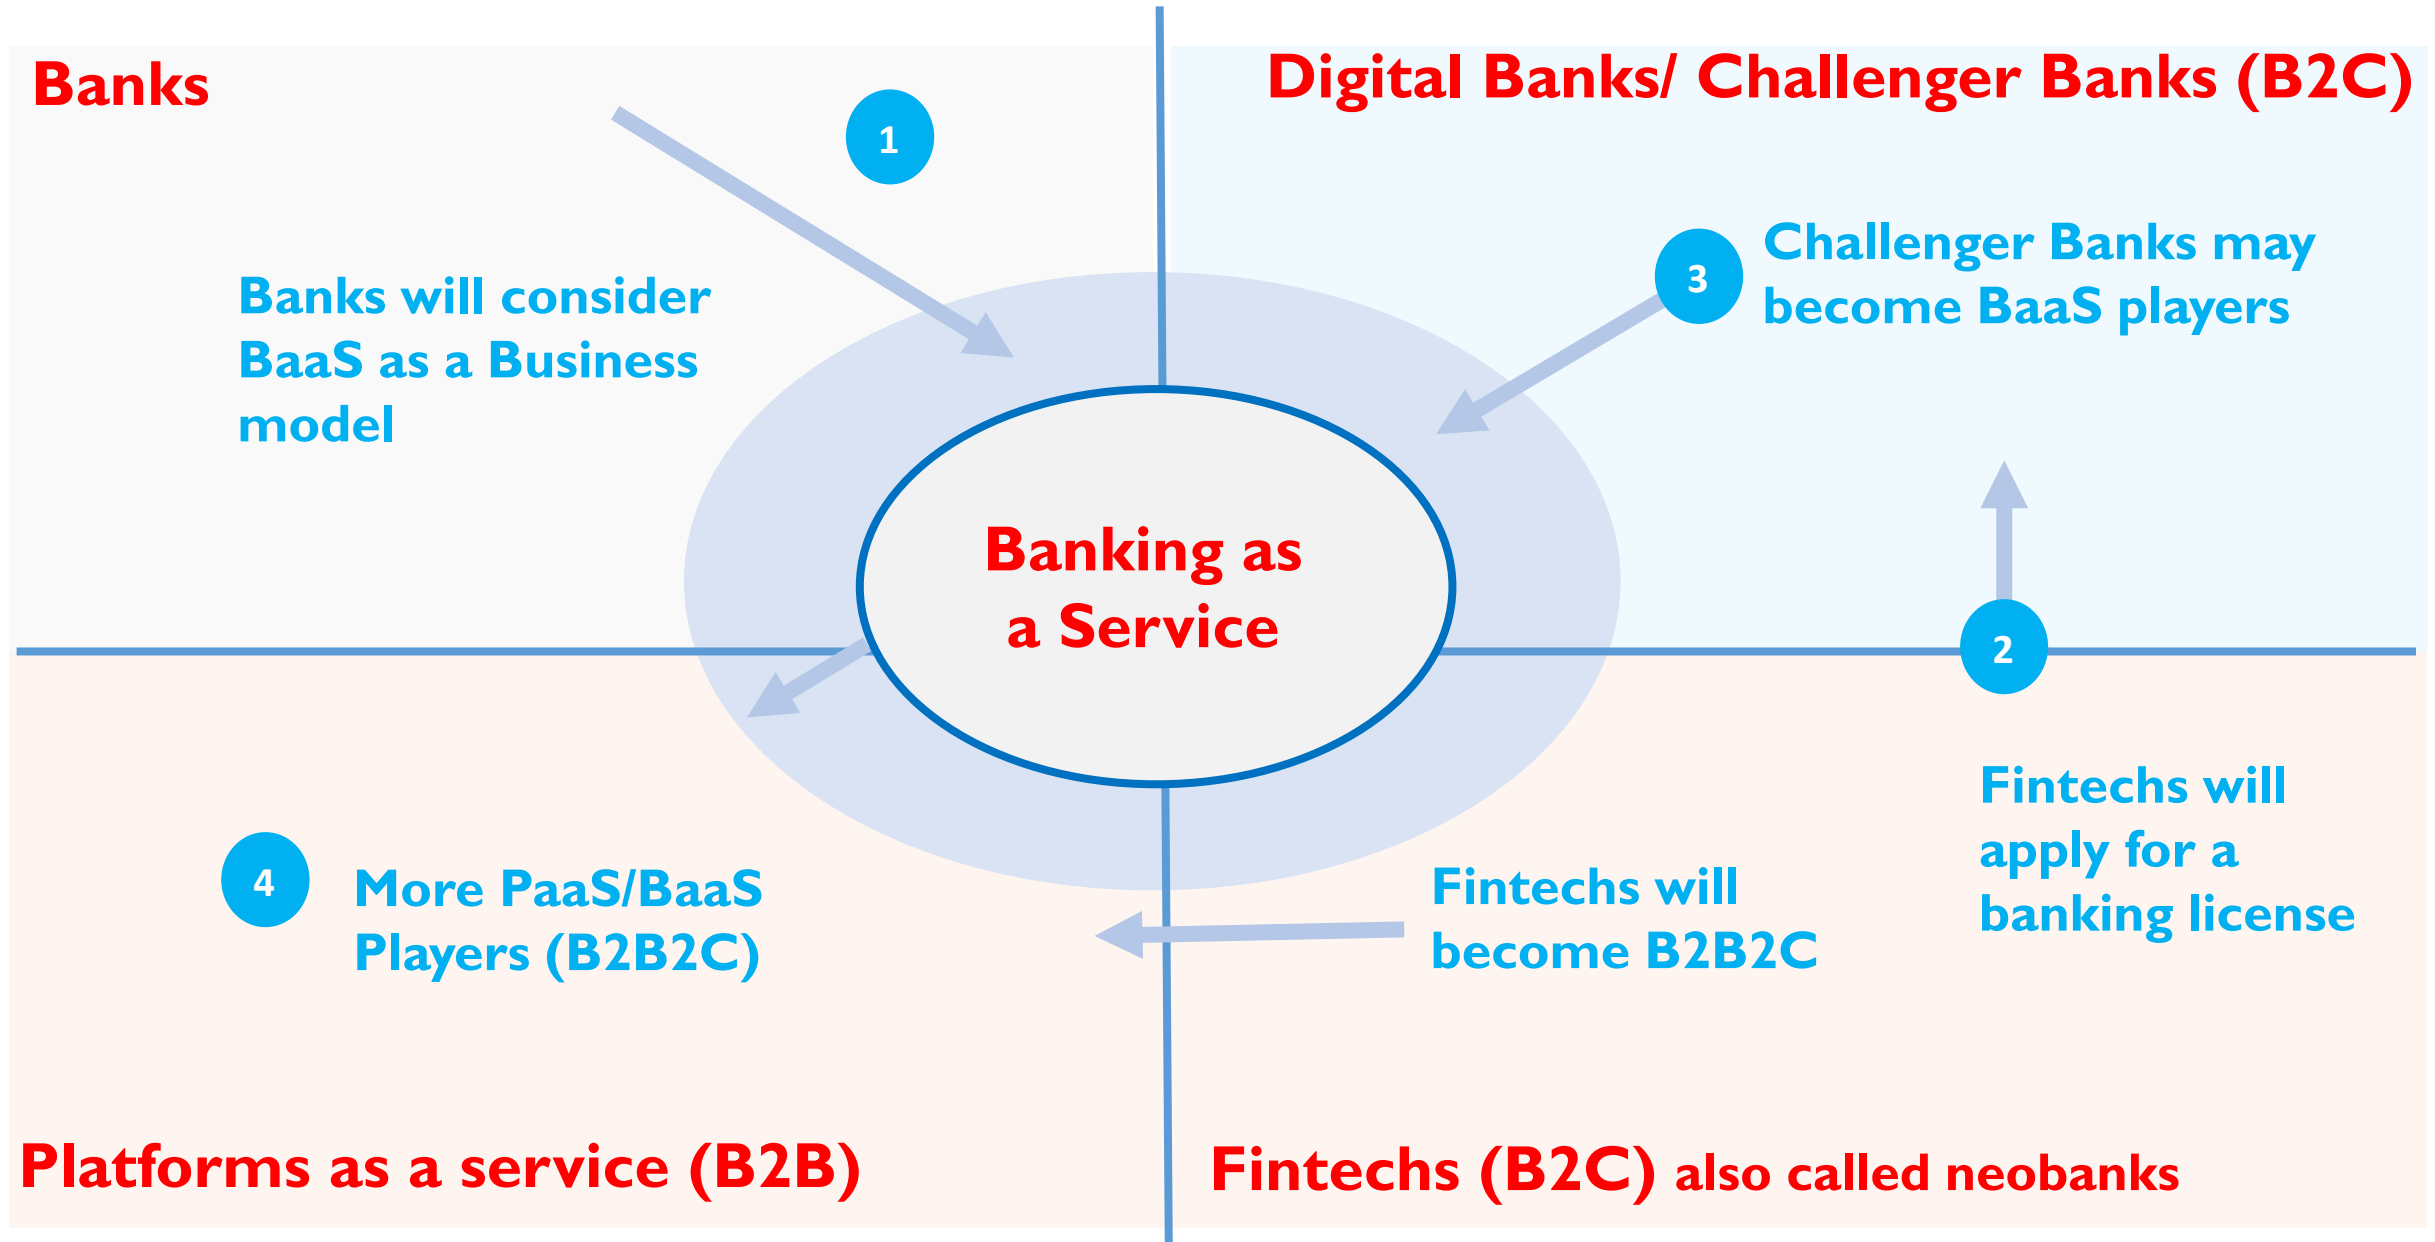 Banks
1
Banks will consider
BaaS as a Business
model
Digital Banks/ Challenger Banks (B2C)
3
Challenger Banks may
become BaaS players
Banking as
a Service
2
4
More PaaS/BaaS
Players (B2B2C)
Platforms as a service (B2B)
Fintechs will
become B2B2C
Fintechs will
apply for a
banking license
Fintechs (B2C) also called neobanks